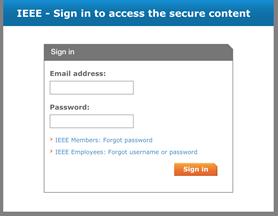 IEEE - Sign in to access the secure content
Sign in
Email address:
Password:
IEEE Members: Forgot password
IEEE Employees: Forgot username or password
Sign in